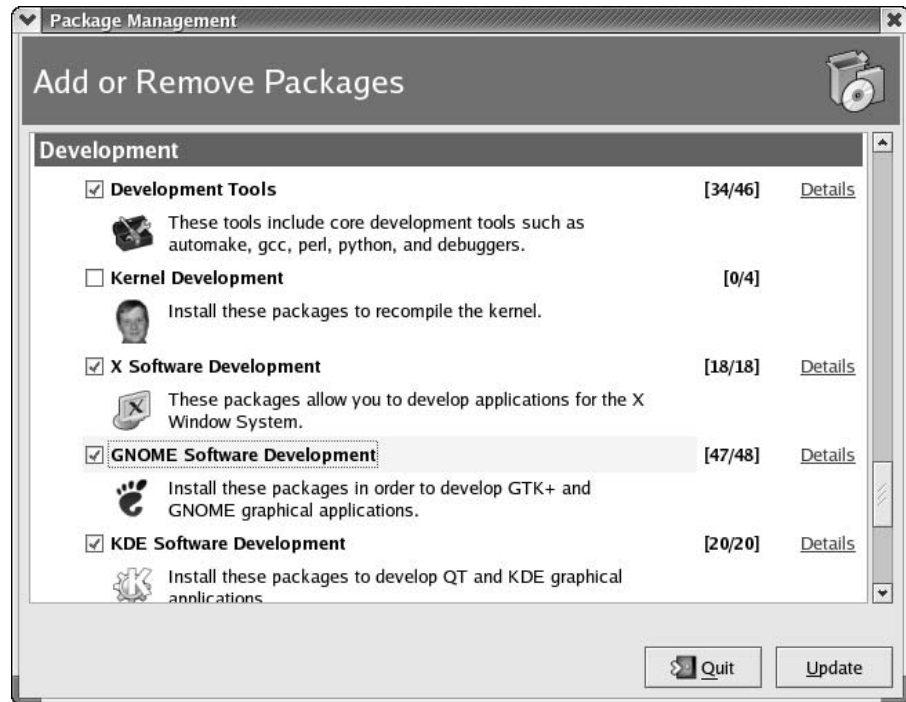 Package Management
Add or Remove Packages
Development
Development Tools [34/46] Details
These tools include core development tools such as
automake, gcc, perl, python, and debuggers.
Kernel Development [0/4]
Install these packages to recompile the kernel.
X Software Development [18/18] Details
These packages allow you to develop applications for the X
Window System.
GNOME Software Development [47/48] Details
Install these packages in order to develop GTK+ and
GNOME graphical applications.
KDE Software Development [20/20] Details
Install these packages to develop QT and KDE graphical
applications
Quit Update